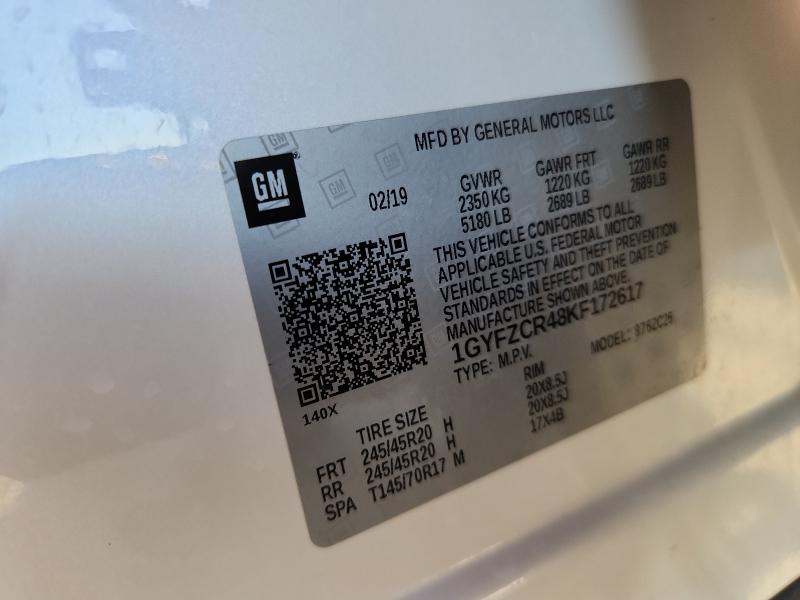 MFD BY GENERAL MOTORS LLC
GM
02/19
GVWR GAWR FRT GAWR RR
2350 KG 1220 KG 1220 KG
5180 LB 2689 LB 2689 LB
THIS VEHICLE CONFORMS TO ALL
APPLICABLE U.S. FEDERAL MOTOR
VEHICLE SAFETY AND THEFT PREVENTION
STANDARDS IN EFFECT ON THE DATE OF
MANUFACTURE SHOWN ABOVE.
1GYFZCR48KF172617
TYPE: M.P.V. MODEL:
140X
TIRE SIZE RIM
FRT 245/45R20 H 20X8.5J
RR 245/45R20 H 20X8.5J
SPA T145/70R17 M 17X4B